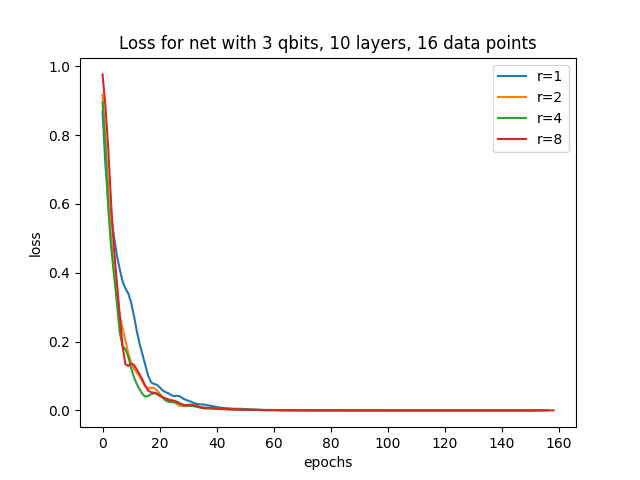 Loss for net with 3 qbits, 10 layers, 16 data points
r=1
r=2
r=4
r=8
loss
1.0
0.8
0.6
0.4
0.2
0.0
0 20 40 60 80 100 120 140 160
epochs